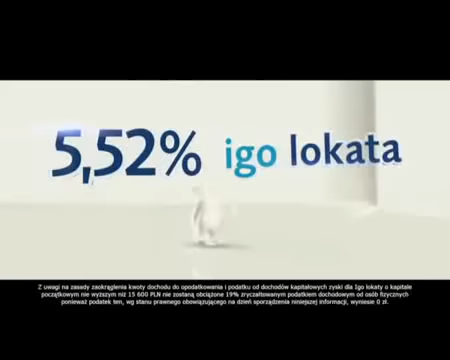 5,52% igo lokata
Z uwagi na zasady zaokrąglenia kwoty dochodu do opodatkowania i podatku od dochodów kapitałowych zyski dla Igo lokaty o kapitale
początkowym nie wyższym niż 15 600 PLN nie zostaną obciążone 19% zryczałtowanym podatkiem dochodowym od osób fizycznych
ponieważ podatek ten, wg stanu prawnego obowiązującego na dzień sporządzenia niniejszej informacji, wyniesie 0 zł.